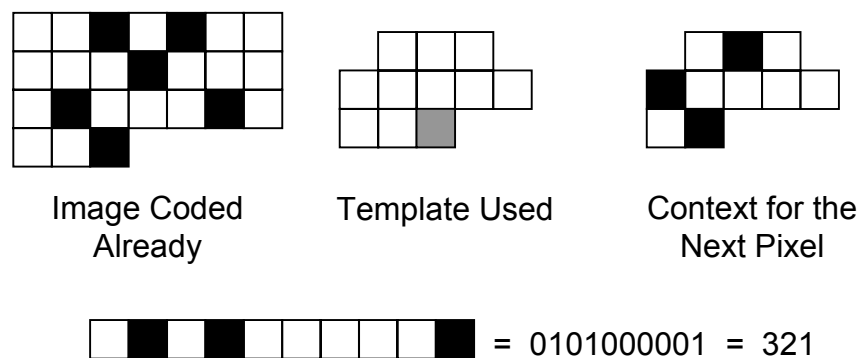 Image Coded
Already
Template Used
Context for the
Next Pixel
= 0101000001 = 321